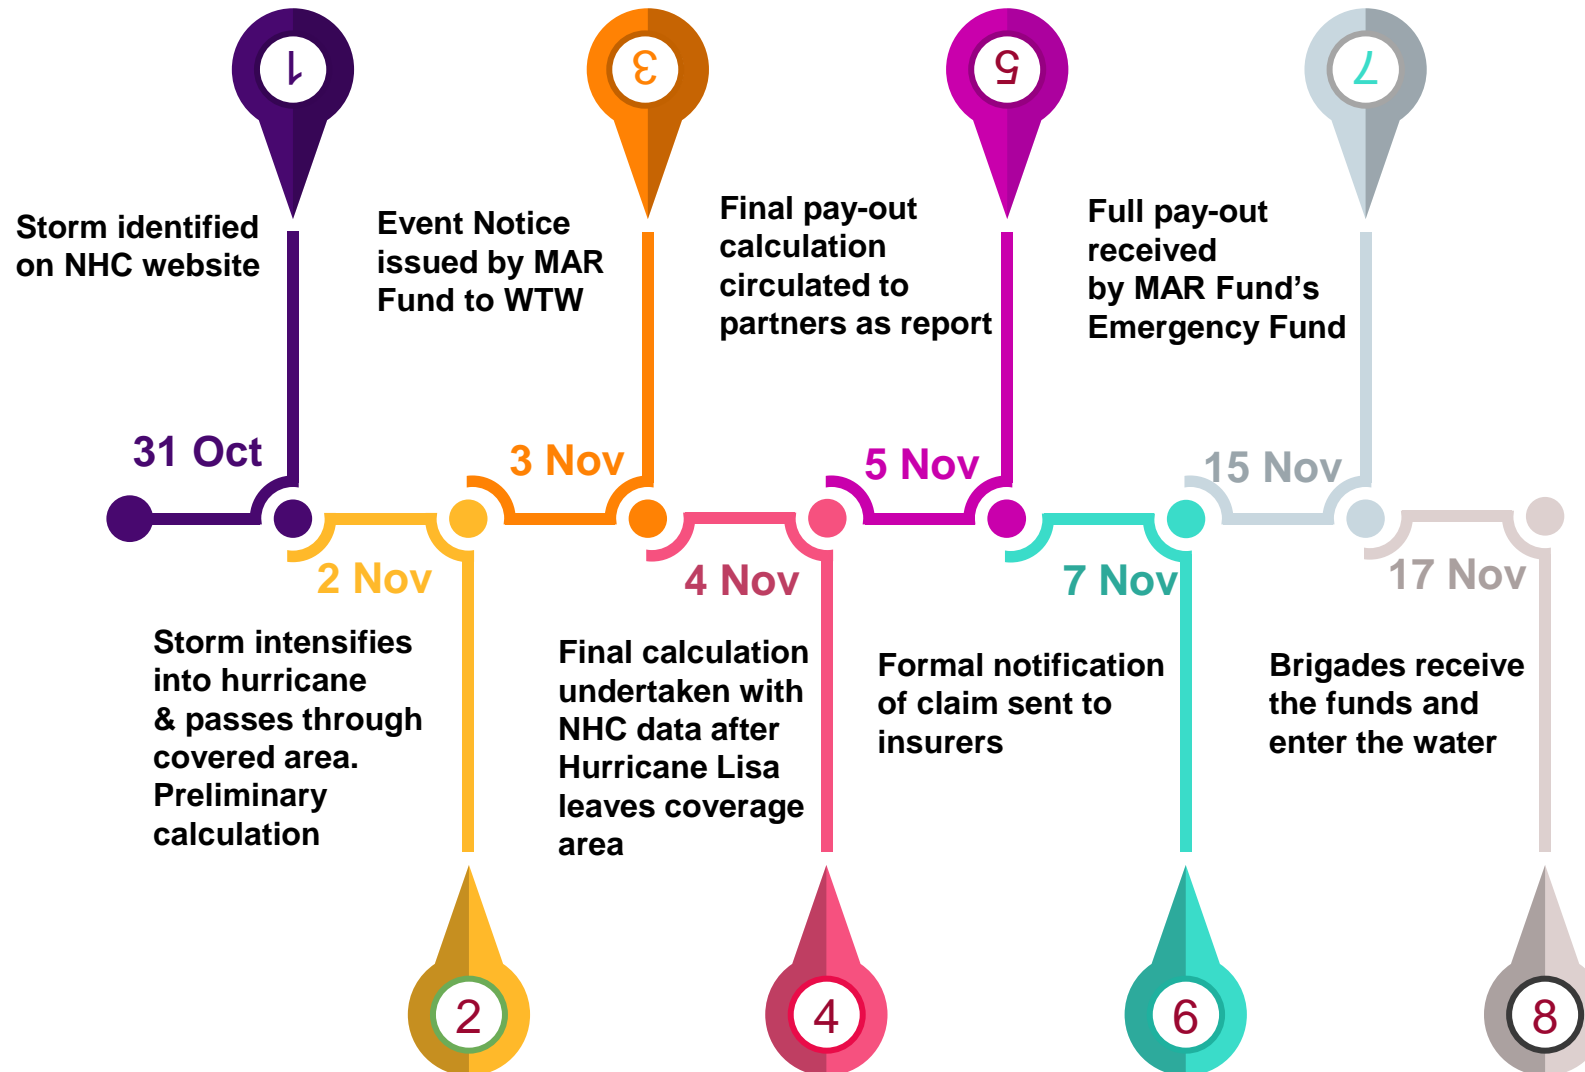 1
Storm identified
on NHC website
31 Oct
2 Nov
Storm intensifies
into hurricane
& passes through
covered area.
Preliminary
calculation
2
3
Event Notice
issued by MAR
Fund to WTW
3 Nov
4 Nov
Final calculation
undertaken with
NHC data after
Hurricane Lisa
leaves coverage
area
4
5
Final pay-out
calculation
circulated to
partners as report
5 Nov
7 Nov
Formal notification
of claim sent to
insurers
6
7
Full pay-out
received
by MAR Fund’s
Emergency Fund
15 Nov
17 Nov
Brigades receive
the funds and
enter the water
8